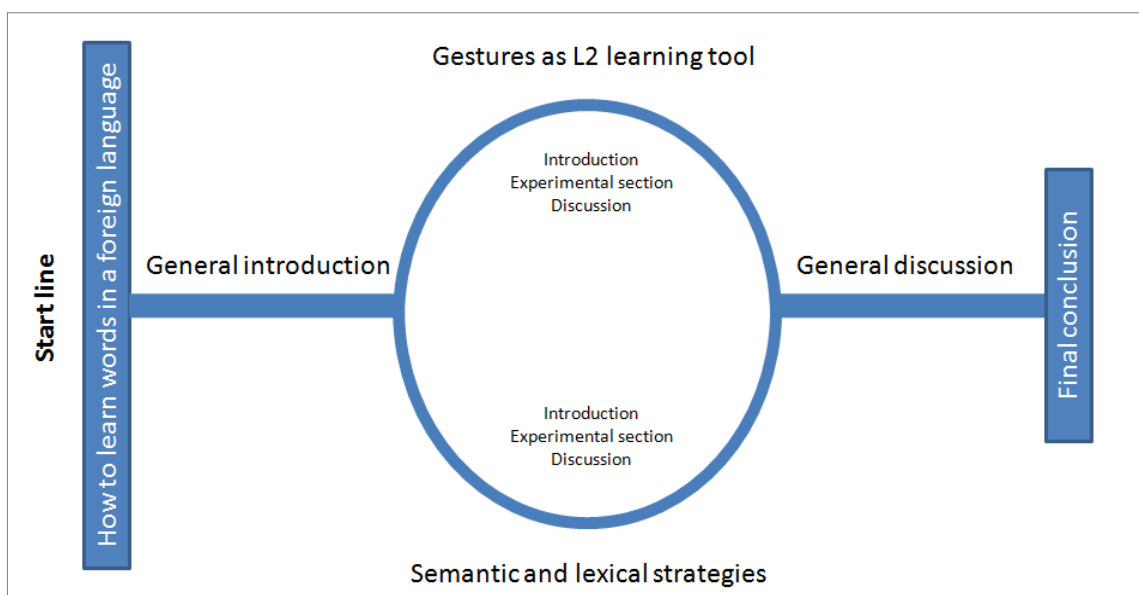 Start line
How to learn words in a foreign language
General introduction
Gestures as L2 learning tool
Introduction
Experimental section
Discussion
Introduction
Experimental section
Discussion
Semantic and lexical strategies
General discussion
Final conclusion